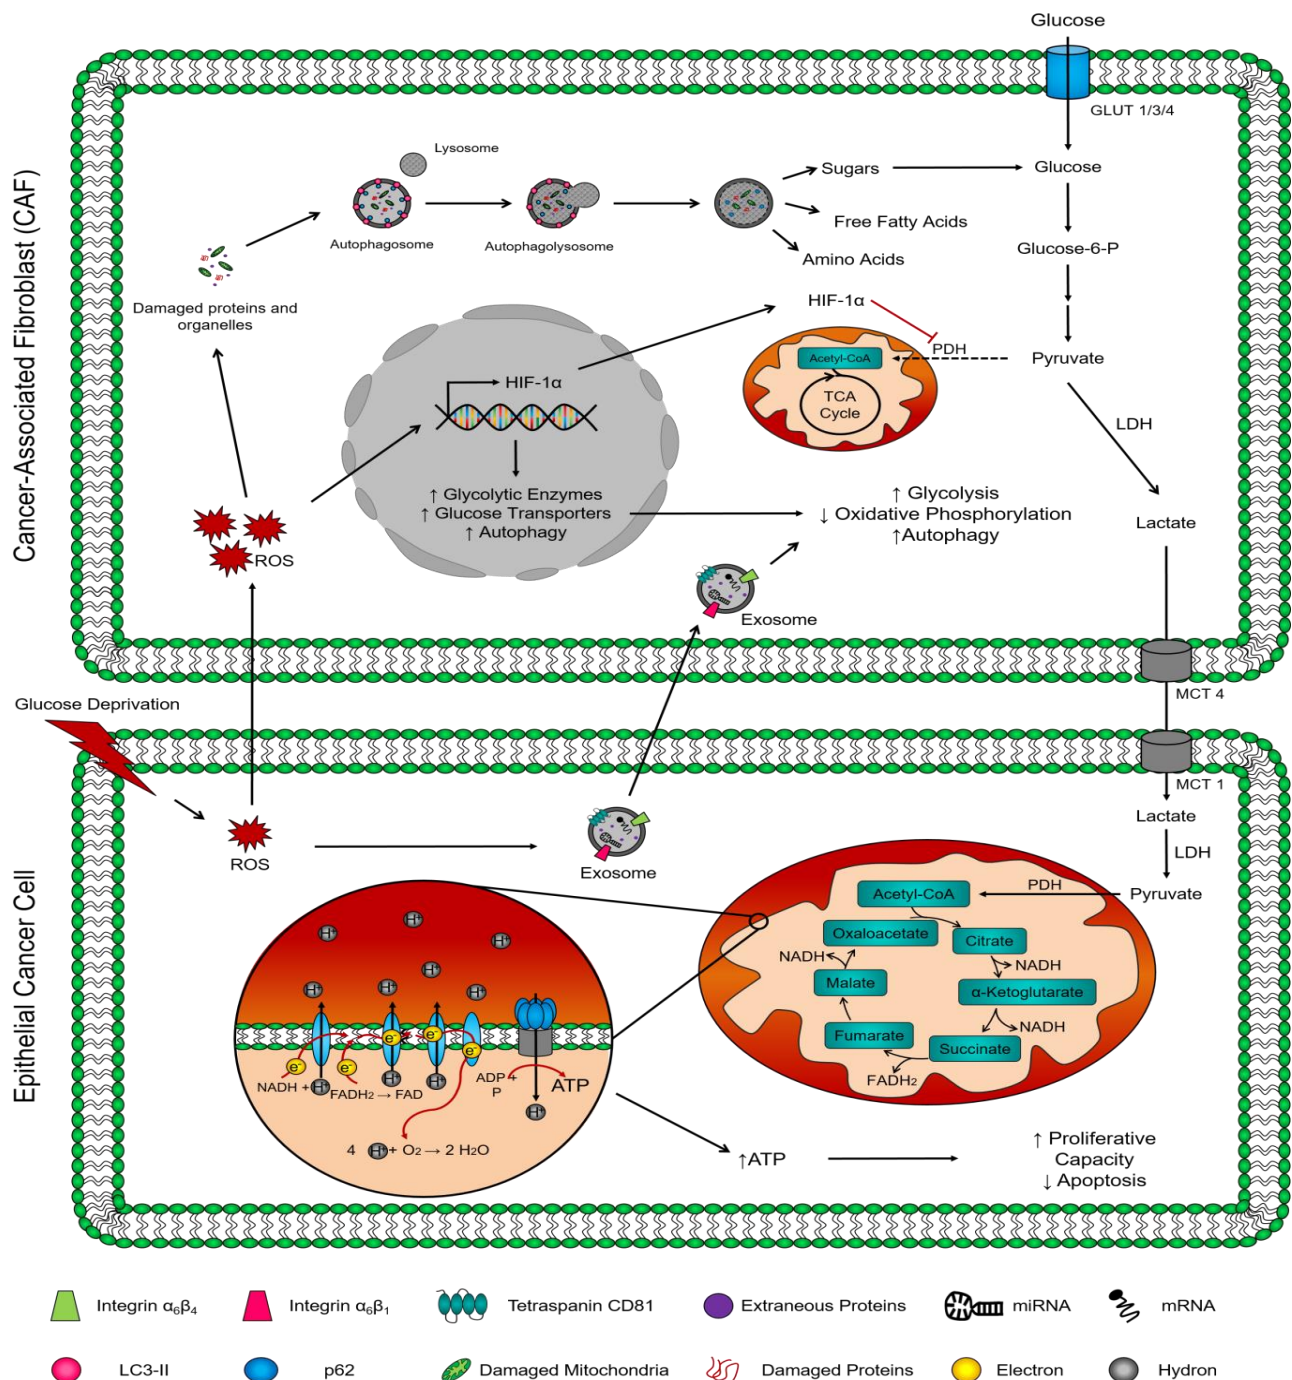 Glucose
GLUT 1/3/4
Cancer-Associated Fibroblast (CAF)
Lysosome
Autophagosome
Autophagolysosome
Sugars
Glucose
Free Fatty Acids
Amino Acids
Glucose-6-P
Damaged proteins and
organelles
HIF-1α
PDH
Pyruvate
Acetyl-CoA
TCA
Cycle
HIF-1α
LDH
↑ Glycolytic Enzymes
↑ Glucose Transporters
↑ Autophagy
↑ Glycolysis
↓ Oxidative Phosphorylation
↑Autophagy
Lactate
ROS
Exosome
MCT 4
Glucose Deprivation
MCT 1
Epithelial Cancer Cell
ROS
Exosome
Lactate
LDH
Pyruvate
PDH
Acetyl-CoA
Oxaloacetate
Citrate
NADH
NADH
Malate
α-Ketoglutarate
NADH
Fumarate
Succinate
FADH₂
H⁺
H⁺
H⁺
H⁺
H⁺
H⁺
H⁺
H⁺
e⁻
e⁻
e⁻
e⁻
e⁻
NADH + H⁺
FADH₂ → FAD
H⁺
H⁺
ADP +
P
ATP
H⁺
4 H⁺ + O₂ → 2 H₂O
↑ATP
↑ Proliferative
Capacity
↓ Apoptosis
Integrin α₆β₄
Integrin α₆β₁
Tetraspanin CD81
Extraneous Proteins
miRNA
mRNA
LC3-II
p62
Damaged Mitochondria
Damaged Proteins
Electron
Hydron